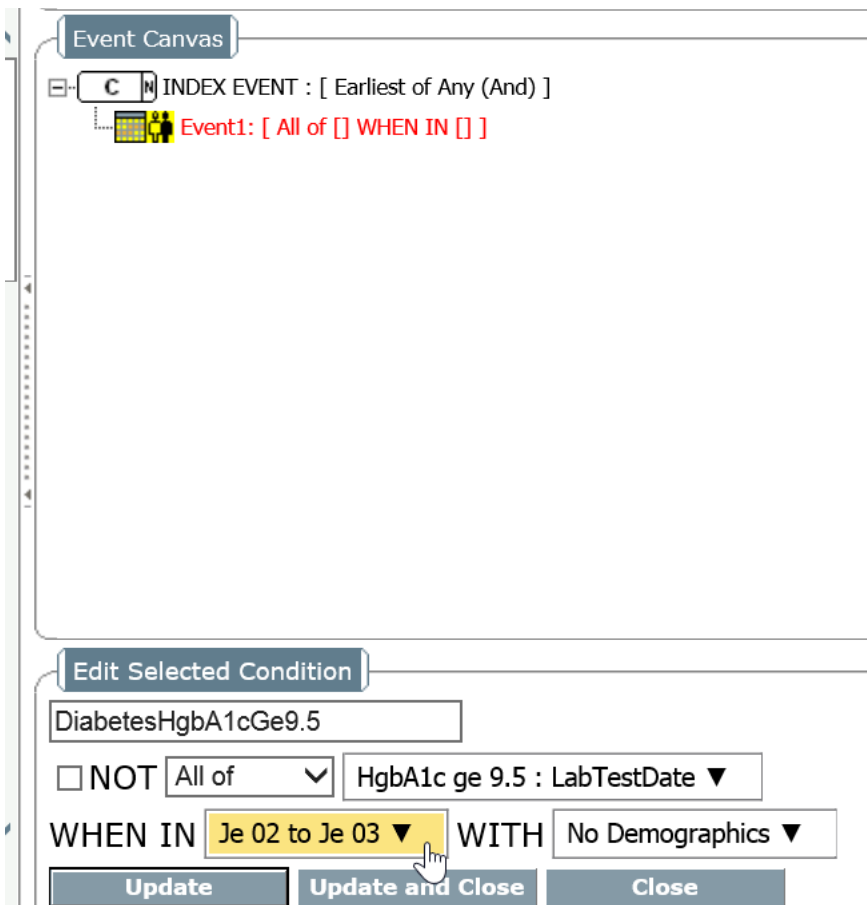 Event Canvas
C N INDEX EVENT : [ Earliest of Any (And) ]
Event1: [ All of [] WHEN IN [] ]
Edit Selected Condition
DiabetesHgbA1cGe9.5
NOT All of HgbA1c ge 9.5 : LabTestDate ▼
WHEN IN Je 02 to Je 03 ▼ WITH No Demographics ▼
Update Update and Close Close